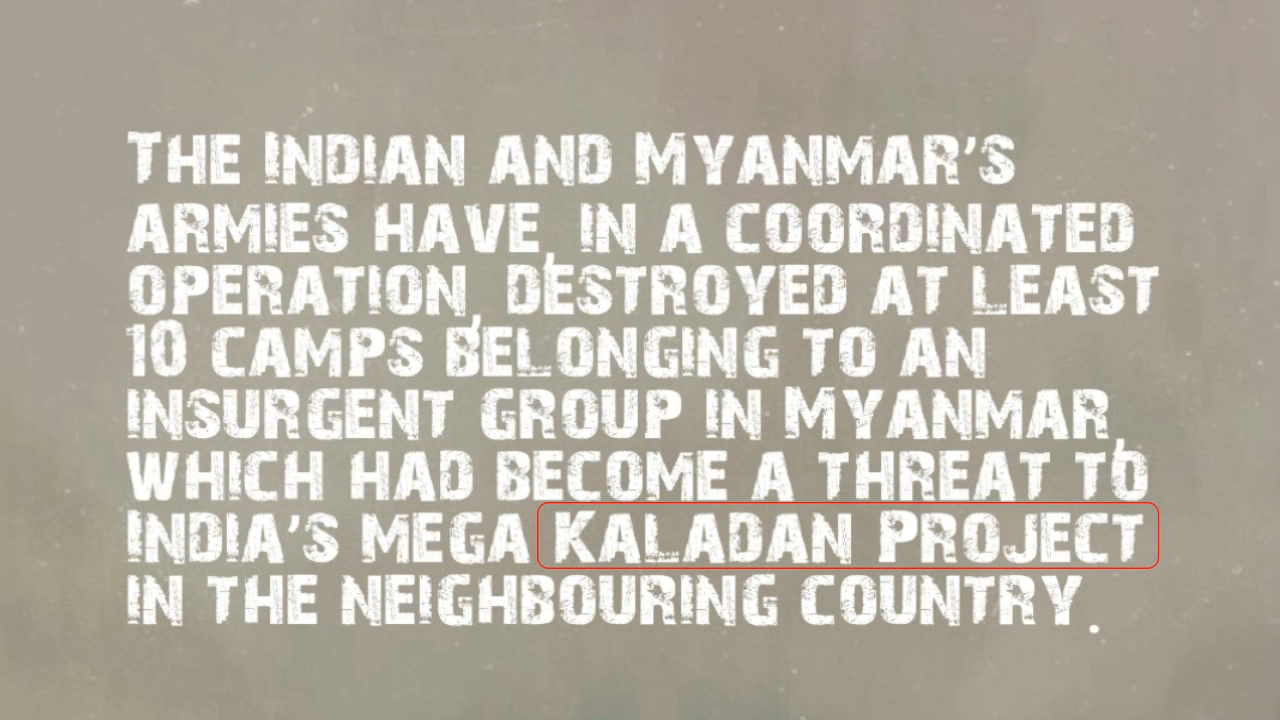 The Indian and Myanmar's
armies have, in a coordinated
operation, destroyed at least
10 camps belonging to an
insurgent group in Myanmar,
which had become a threat to
India's mega Kaladan Project
in the neighbouring country.